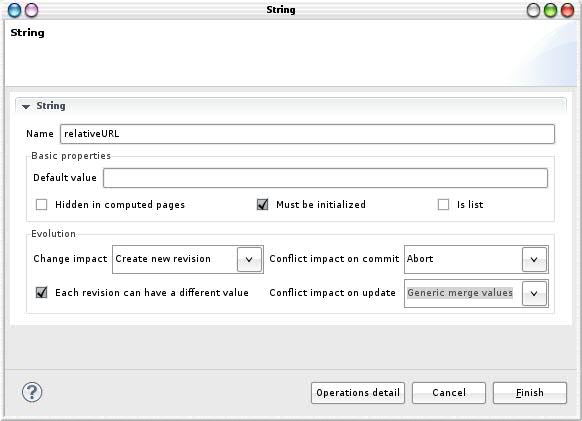 String
String
String
Name relativeURL
Basic properties
Default value
Hidden in computed pages Must be initialized Is list
Evolution
Change impact Create new revision Conflict impact on commit Abort
Each revision can have a different value Conflict impact on update Generic merge values
? Operations detail Cancel Finish